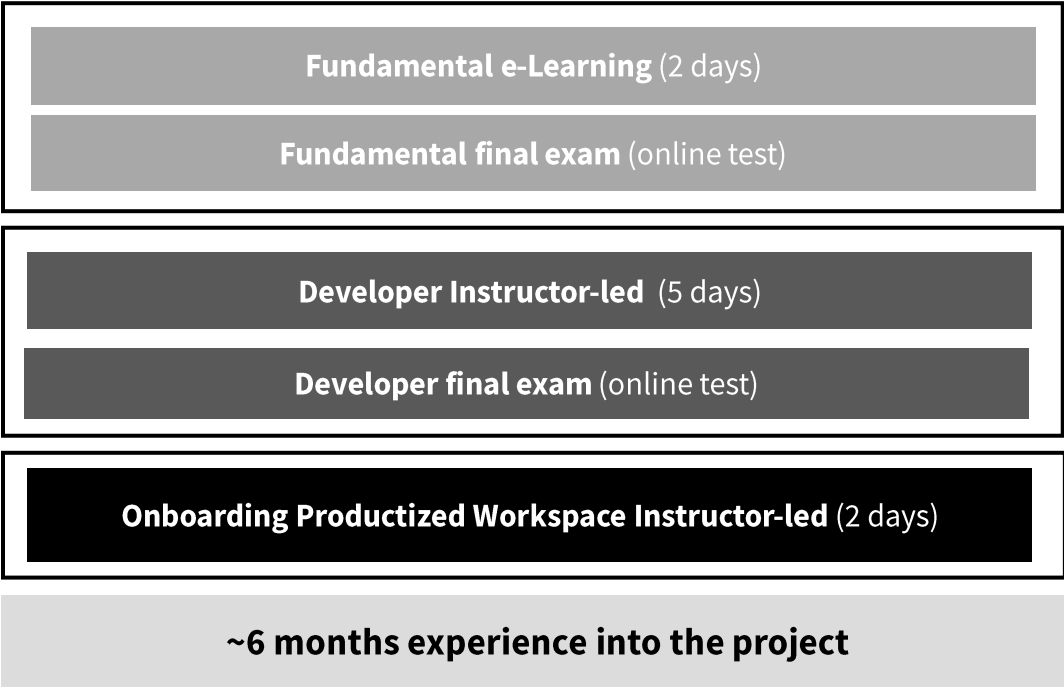 Fundamental e-Learning (2 days)
Fundamental final exam (online test)
Developer Instructor-led (5 days)
Developer final exam (online test)
Onboarding Productized Workspace Instructor-led (2 days)
~6 months experience into the project